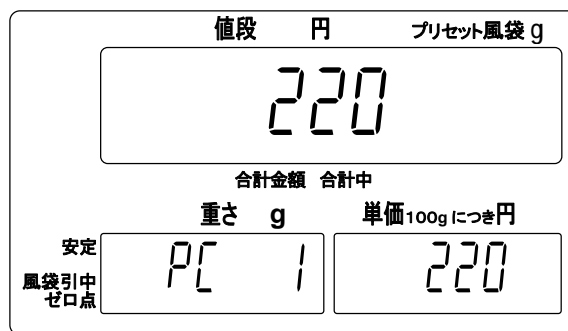 値段 円 プリセット風袋 g
220
合計金額 合計中
重さ g 単価100gにつき円
安定
PC 1 220
風袋引中
ゼロ点